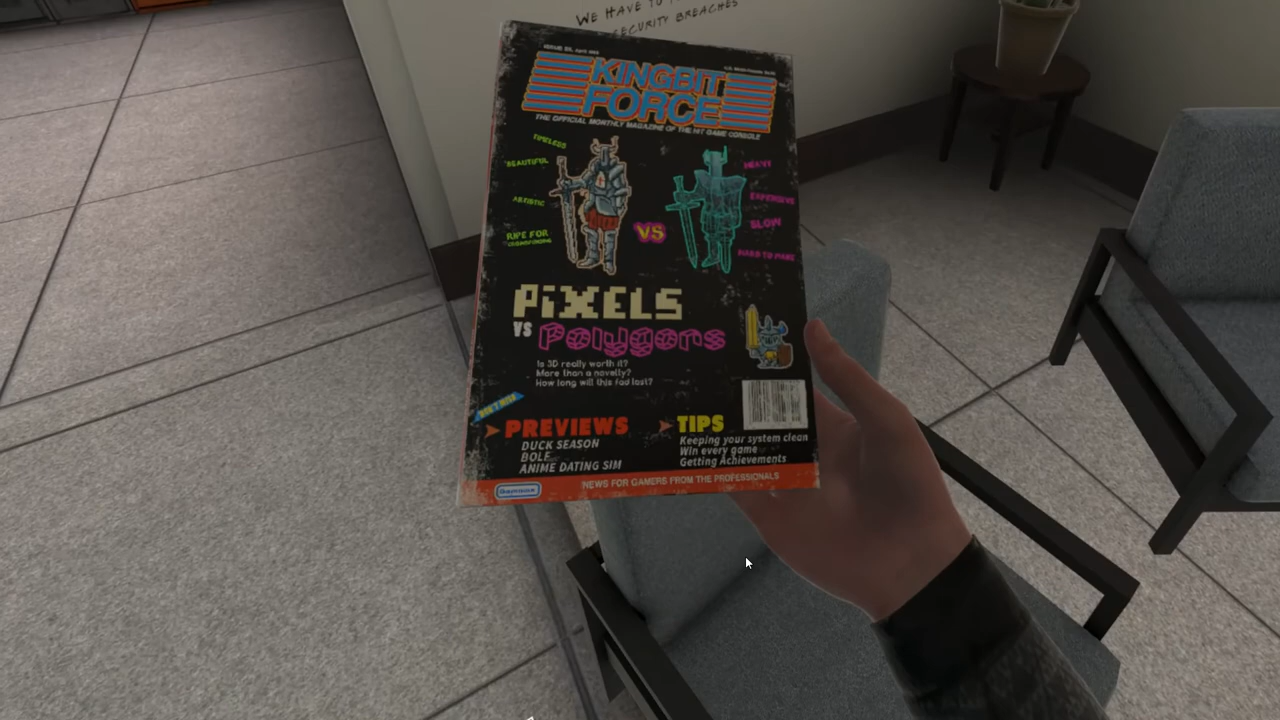 WE HAVE TO
SECURITY BREACHES
KINGBIT
FORCE
THE OFFICIAL MONTHLY MAGAZINE OF THE HIT GAME CONSOLE
TIMELESS
BEAUTIFUL
ARTISTIC
RIPE FOR
VS
HEAVY
EXPENSIVE
SLOW
HARD TO MAKE
PiXELS
VS Polygons
Is 3D really worth it?
More than a novelty?
How long will this fad last?
PREVIEWS
DUCK SEASON
BOLF
ANIME DATING SIM
TIPS
Keeping your system clean
Win every game
Getting Achievements
NEWS FOR GAMERS FROM THE PROFESSIONALS